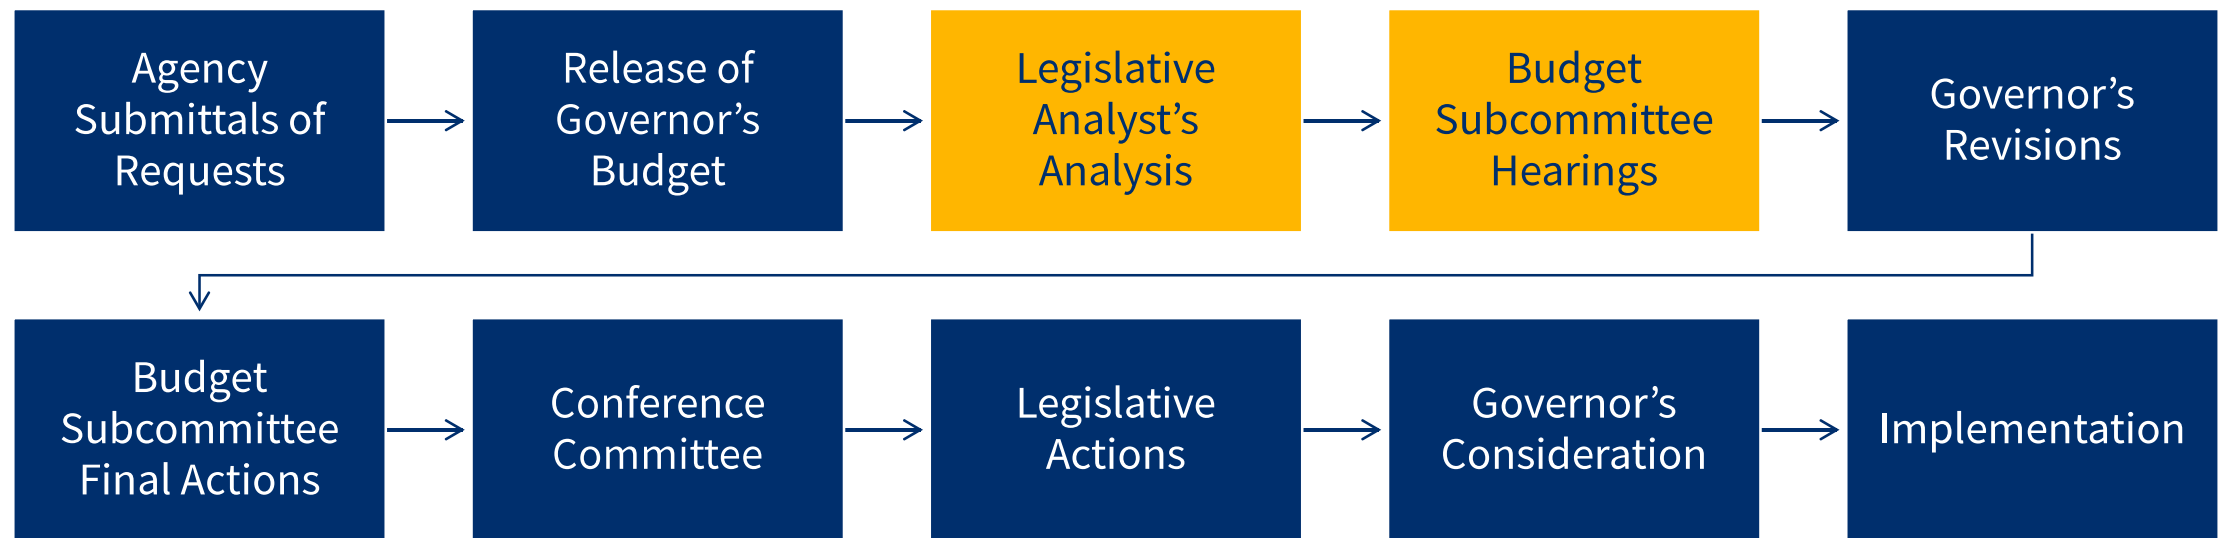 Agency
Submittals of
Requests
Release of
Governor’s
Budget
Legislative
Analyst’s
Analysis
Budget
Subcommittee
Hearings
Governor’s
Revisions
Budget
Subcommittee
Final Actions
Conference
Committee
Legislative
Actions
Governor’s
Consideration
Implementation